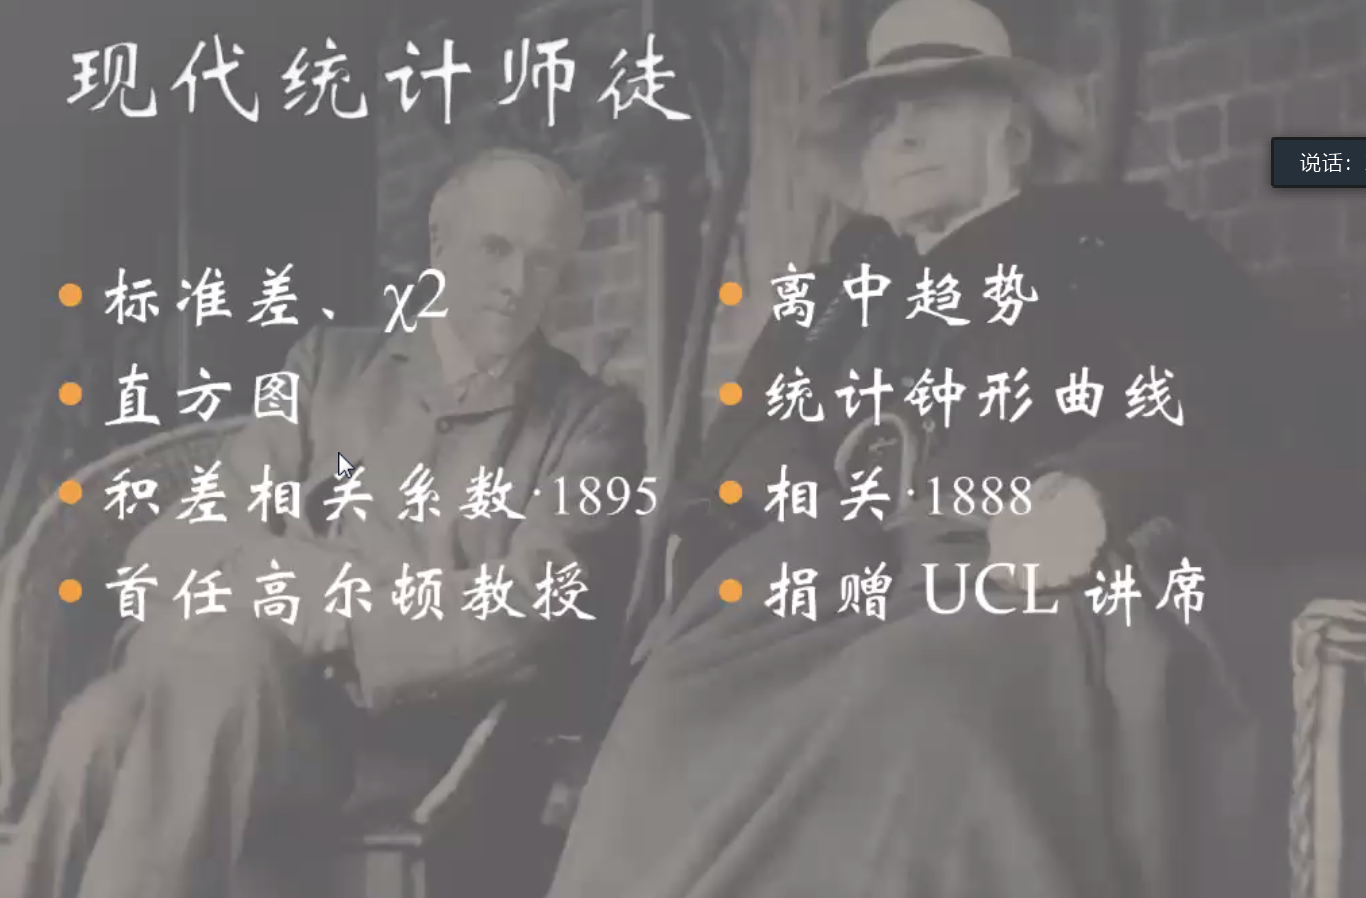 现代统计师徒
说话:
标准差、χ2
直方图
积差相关系数·1895
首任高尔顿教授
离中趋势
统计钟形曲线
相关·1888
捐赠 UCL 讲席